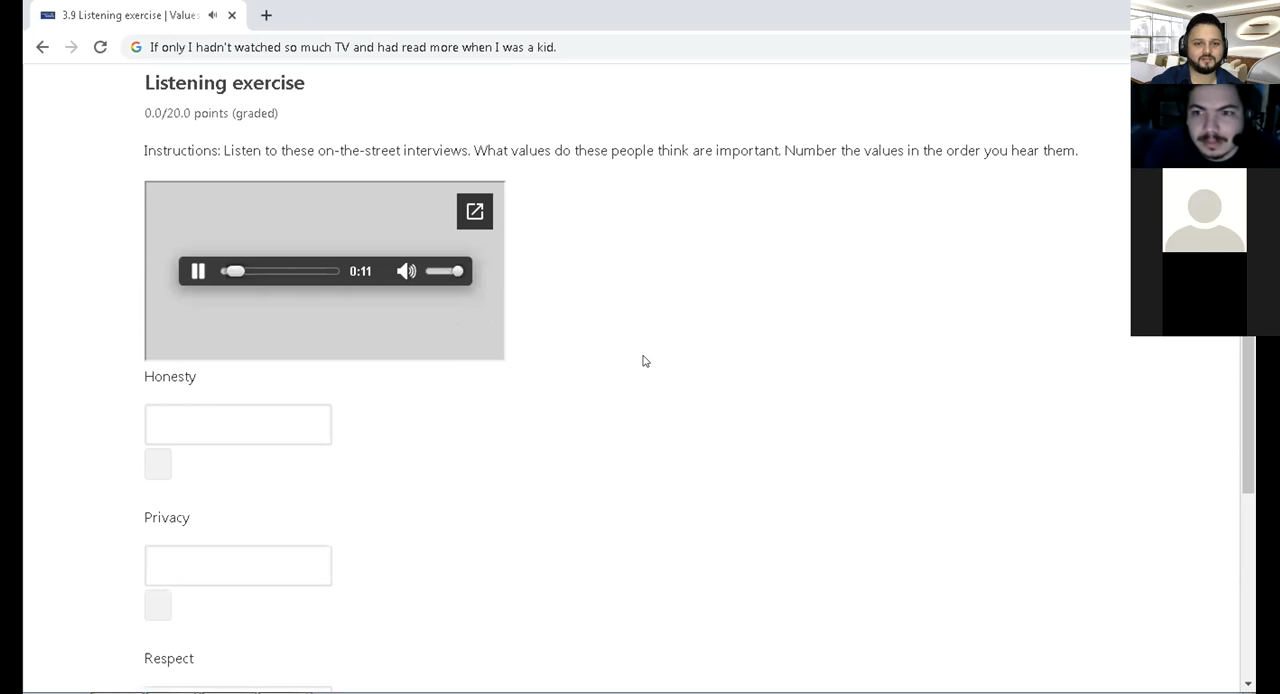 3.9 Listening exercise | Values
If only I hadn't watched so much TV and had read more when I was a kid.
Listening exercise
0.0/20.0 points (graded)
Instructions: Listen to these on-the-street interviews. What values do these people think are important. Number the values in the order you hear them.
0:11
Honesty
Privacy
Respect